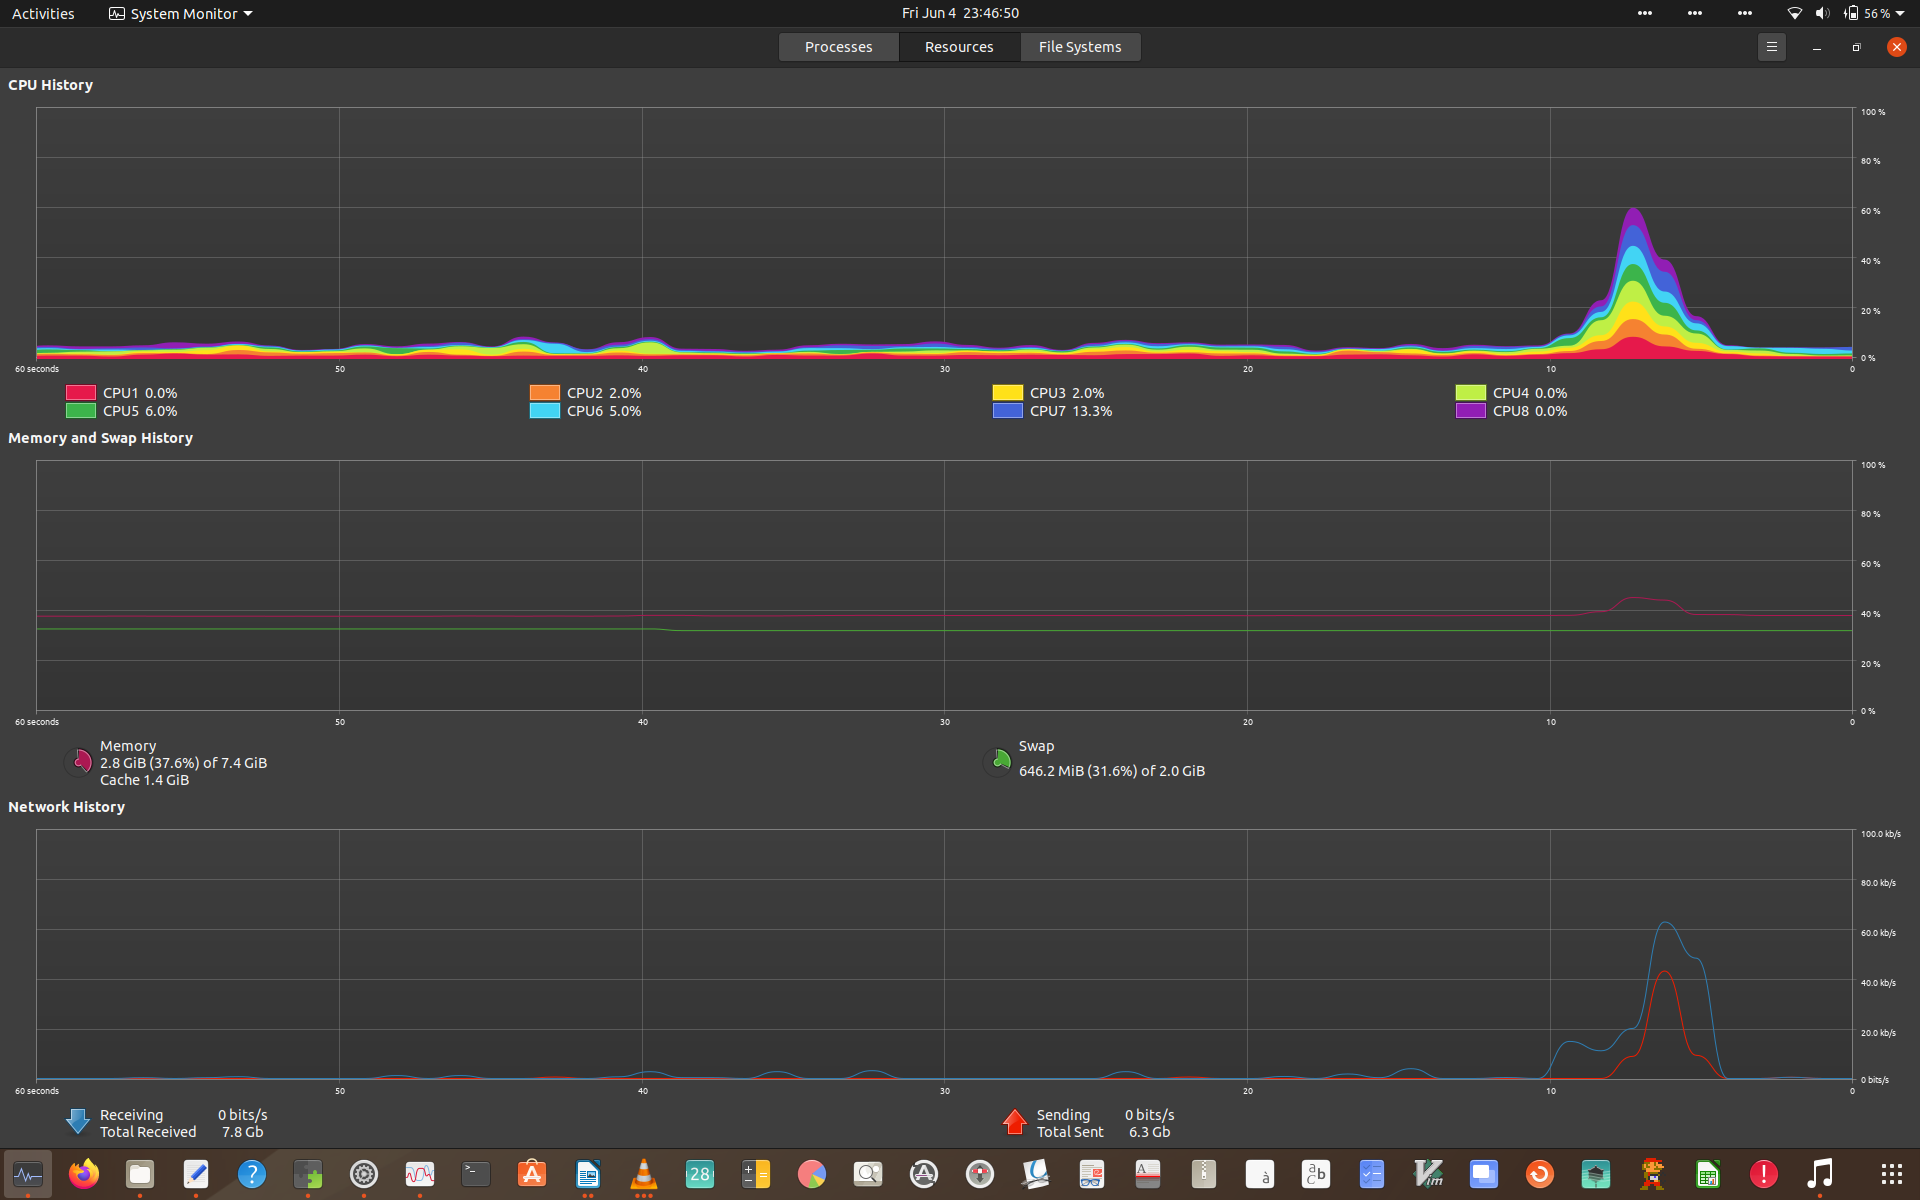 Activities System Monitor Fri Jun 4 23:46:50 56 %
Processes Resources File Systems
CPU History
100 %
80 %
60 %
40 %
20 %
0 %
60 seconds 50 40 30 20 10 0
CPU1 0.0% CPU2 2.0% CPU3 2.0% CPU4 0.0%
CPU5 6.0% CPU6 5.0% CPU7 13.3% CPU8 0.0%
Memory and Swap History
100 %
80 %
60 %
40 %
20 %
0 %
60 seconds 50 40 30 20 10 0
Memory
2.8 GiB (37.6%) of 7.4 GiB
Cache 1.4 GiB
Swap
646.2 MiB (31.6%) of 2.0 GiB
Network History
100.0 kb/s
80.0 kb/s
60.0 kb/s
40.0 kb/s
20.0 kb/s
0 bits/s
60 seconds 50 40 30 20 10 0
Receiving 0 bits/s
Total Received 7.8 Gb
Sending 0 bits/s
Total Sent 6.3 Gb
? >_ A 28 A A à ab c Vim !